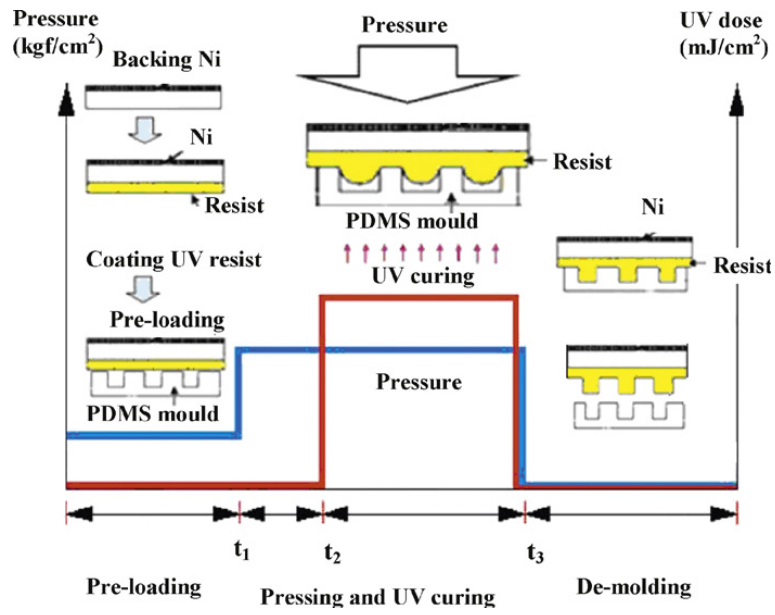 Pressure
(kgf/cm²)
UV dose
(mJ/cm²)
Pressure
Backing Ni
Ni
Resist
Resist
PDMS mould
UV curing
Coating UV resist
Pre-loading
PDMS mould
Ni
Resist
Pressure
t₁
t₂
t₃
Pre-loading
Pressing and UV curing
De-molding